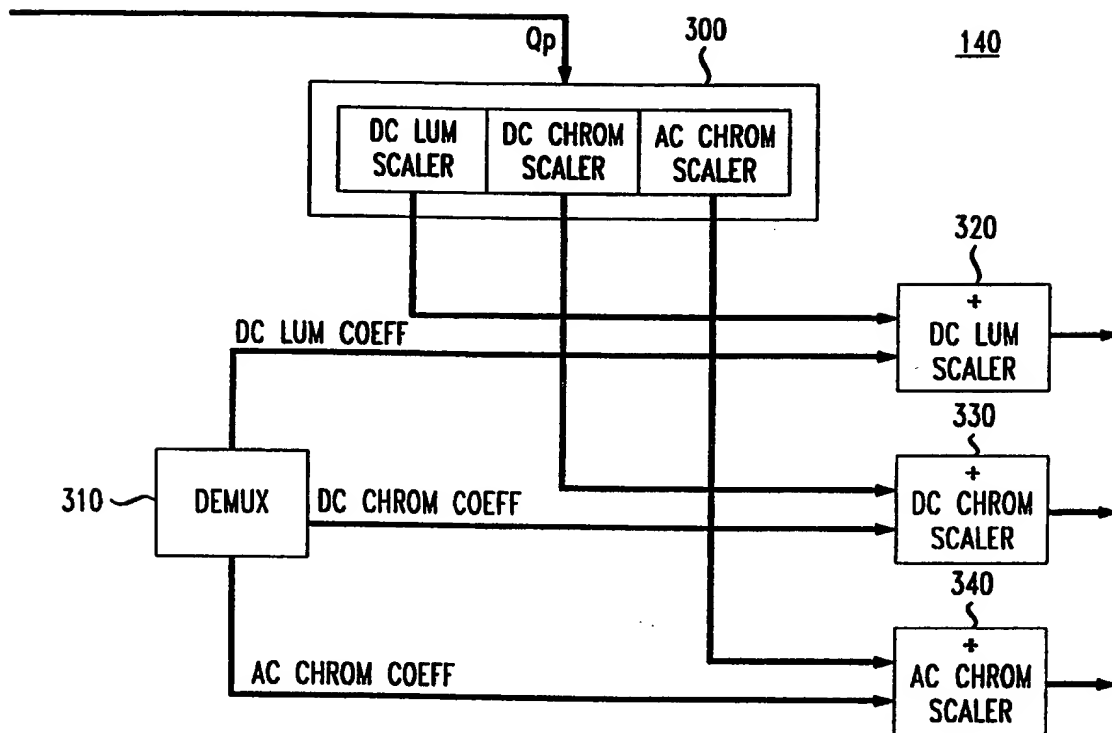 Qp
300
140
DC LUM
SCALER
DC CHROM
SCALER
AC CHROM
SCALER
320
+
DC LUM
SCALER
DC LUM COEFF
330
+
DC CHROM
SCALER
310
DEMUX
DC CHROM COEFF
340
+
AC CHROM
SCALER
AC CHROM COEFF